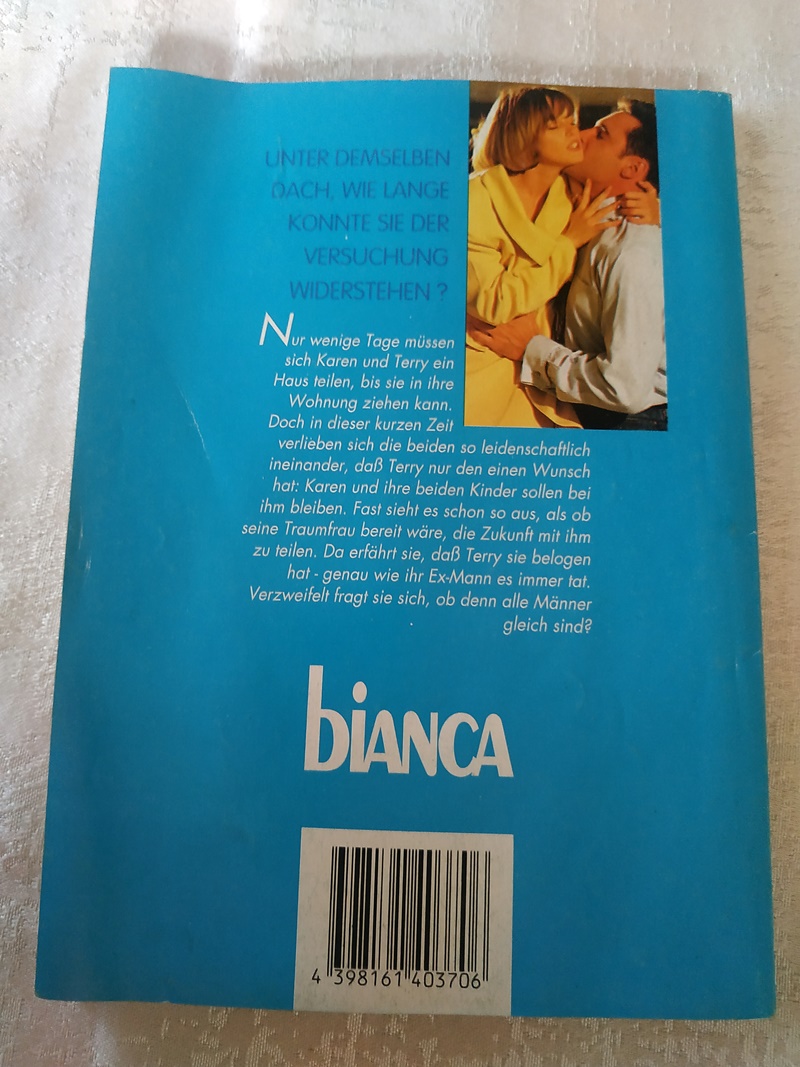 UNTER DEMSELBEN
DACH, WIE LANGE
KONNTE SIE DER
VERSUCHUNG
WIDERSTEHEN ?
Nur wenige Tage müssen
sich Karen und Terry ein
Haus teilen, bis sie in ihre
Wohnung ziehen kann.
Doch in dieser kurzen Zeit
verlieben sich die beiden so leidenschaftlich
ineinander, daß Terry nur den einen Wunsch
hat: Karen und ihre beiden Kinder sollen bei
ihm bleiben. Fast sieht es schon so aus, als ob
seine Traumfrau bereit wäre, die Zukunft mit ihm
zu teilen. Da erfährt sie, daß Terry sie belogen
hat - genau wie ihr Ex-Mann es immer tat.
Verzweifelt fragt sie sich, ob denn alle Männer
gleich sind?
biANCA
4 398161 403706